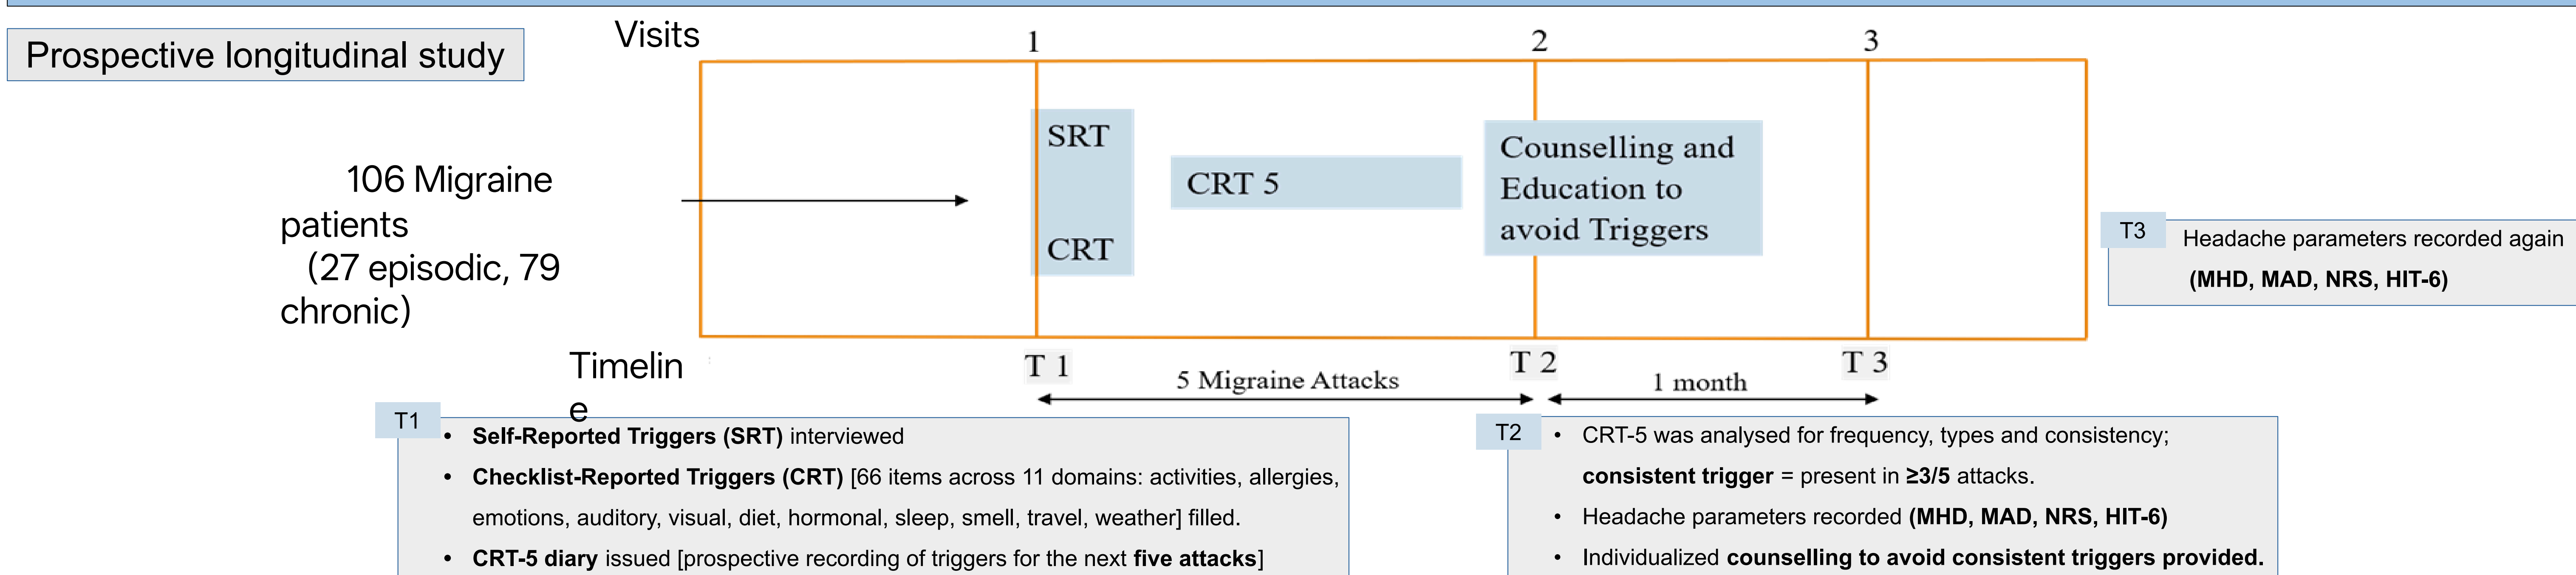 Prospective longitudinal study
Visits
1
2
3
106 Migraine
patients
(27 episodic, 79
chronic)
SRT
CRT
CRT 5
Counselling and
Education to
avoid Triggers
T3
Headache parameters recorded again
(MHD, MAD, NRS, HIT-6)
Timelin
e
T 1
5 Migraine Attacks
T 2
1 month
T 3
T1
• Self-Reported Triggers (SRT) interviewed
• Checklist-Reported Triggers (CRT) [66 items across 11 domains: activities, allergies,
emotions, auditory, visual, diet, hormonal, sleep, smell, travel, weather] filled.
• CRT-5 diary issued [prospective recording of triggers for the next five attacks]
T2
• CRT-5 was analysed for frequency, types and consistency;
consistent trigger = present in ≥3/5 attacks.
• Headache parameters recorded (MHD, MAD, NRS, HIT-6)
• Individualized counselling to avoid consistent triggers provided.